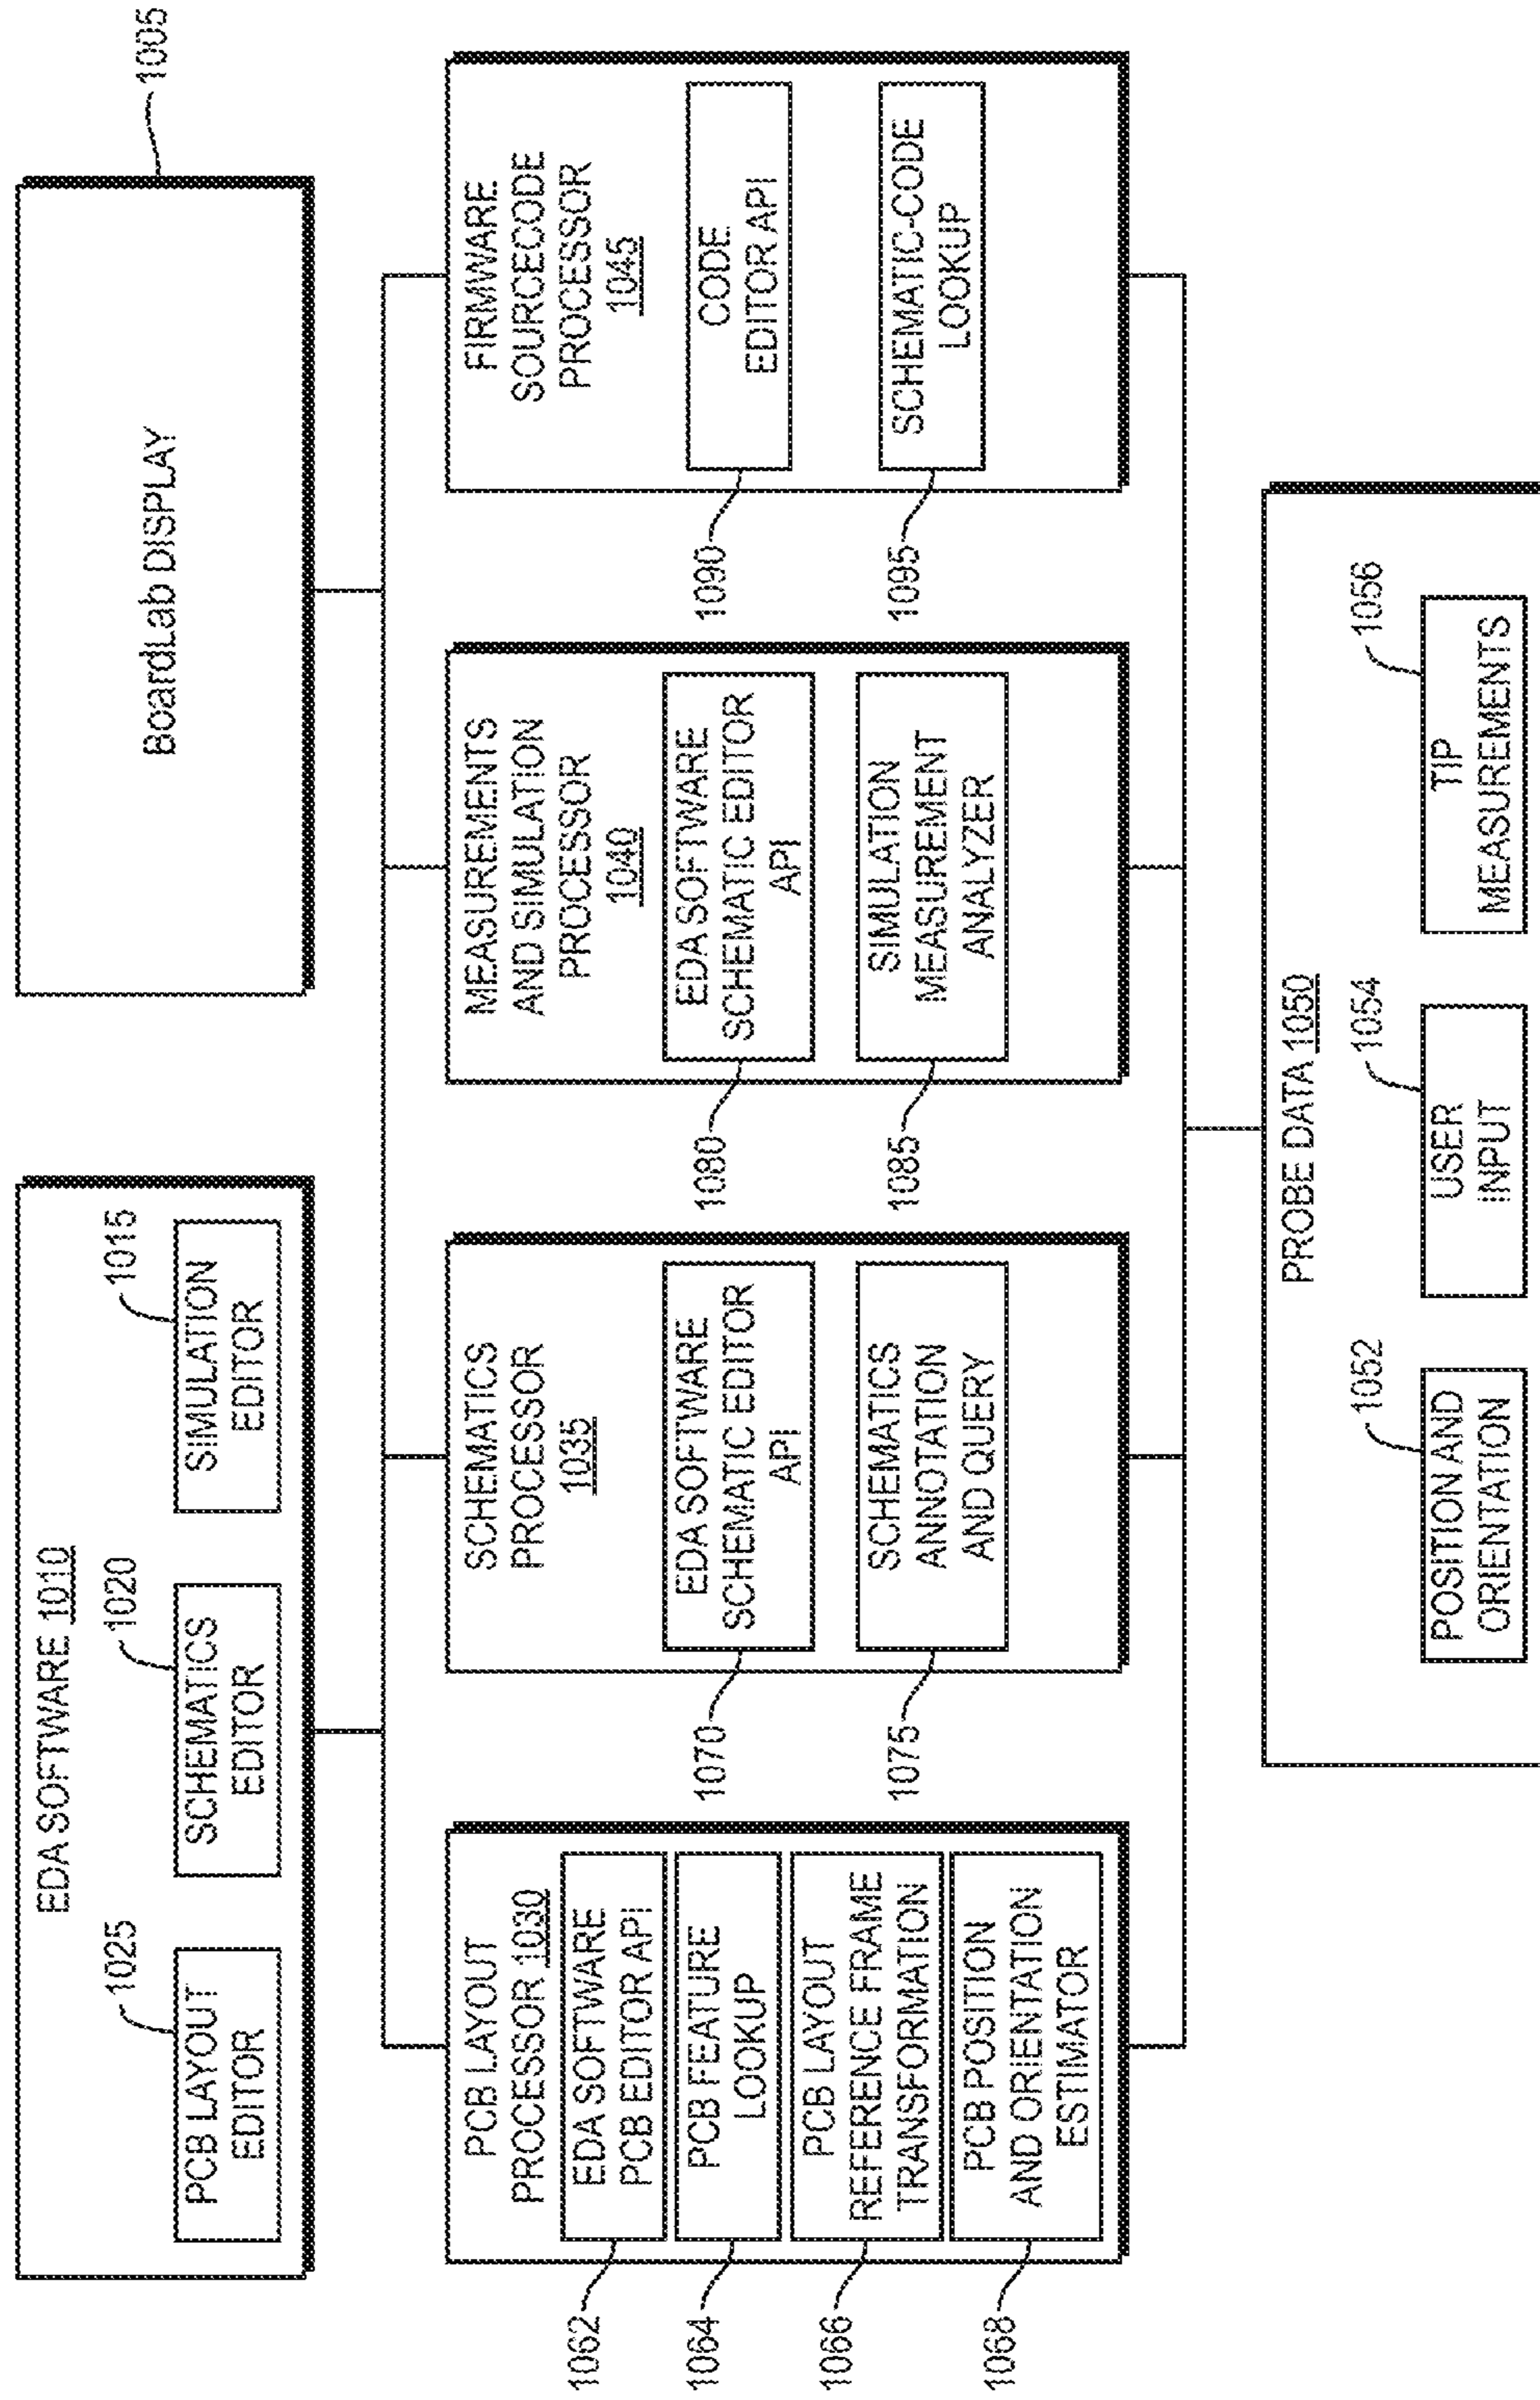 EDA SOFTWARE 1010
1025
PCB LAYOUT
EDITOR
1020
SCHEMATICS
EDITOR
1015
SIMULATION
EDITOR
BoardLab DISPLAY
1005
PCB LAYOUT
PROCESSOR 1030
1062
EDA SOFTWARE
PCB EDITOR API
1064
PCB FEATURE
LOOKUP
1066
PCB LAYOUT
REFERENCE FRAME
TRANSFORMATION
1068
PCB POSITION
AND ORIENTATION
ESTIMATOR
SCHEMATICS
PROCESSOR
1035
1070
EDA SOFTWARE
SCHEMATIC EDITOR
API
1075
SCHEMATICS
ANNOTATION
AND QUERY
MEASUREMENTS
AND SIMULATION
PROCESSOR
1040
1080
EDA SOFTWARE
SCHEMATIC EDITOR
API
1085
SIMULATION
MEASUREMENT
ANALYZER
FIRMWARE
SOURCECODE
PROCESSOR
1045
1090
CODE
EDITOR API
1095
SCHEMATIC-CODE
LOOKUP
PROBE DATA 1050
1052
POSITION AND
ORIENTATION
1054
USER
INPUT
1056
TIP
MEASUREMENTS